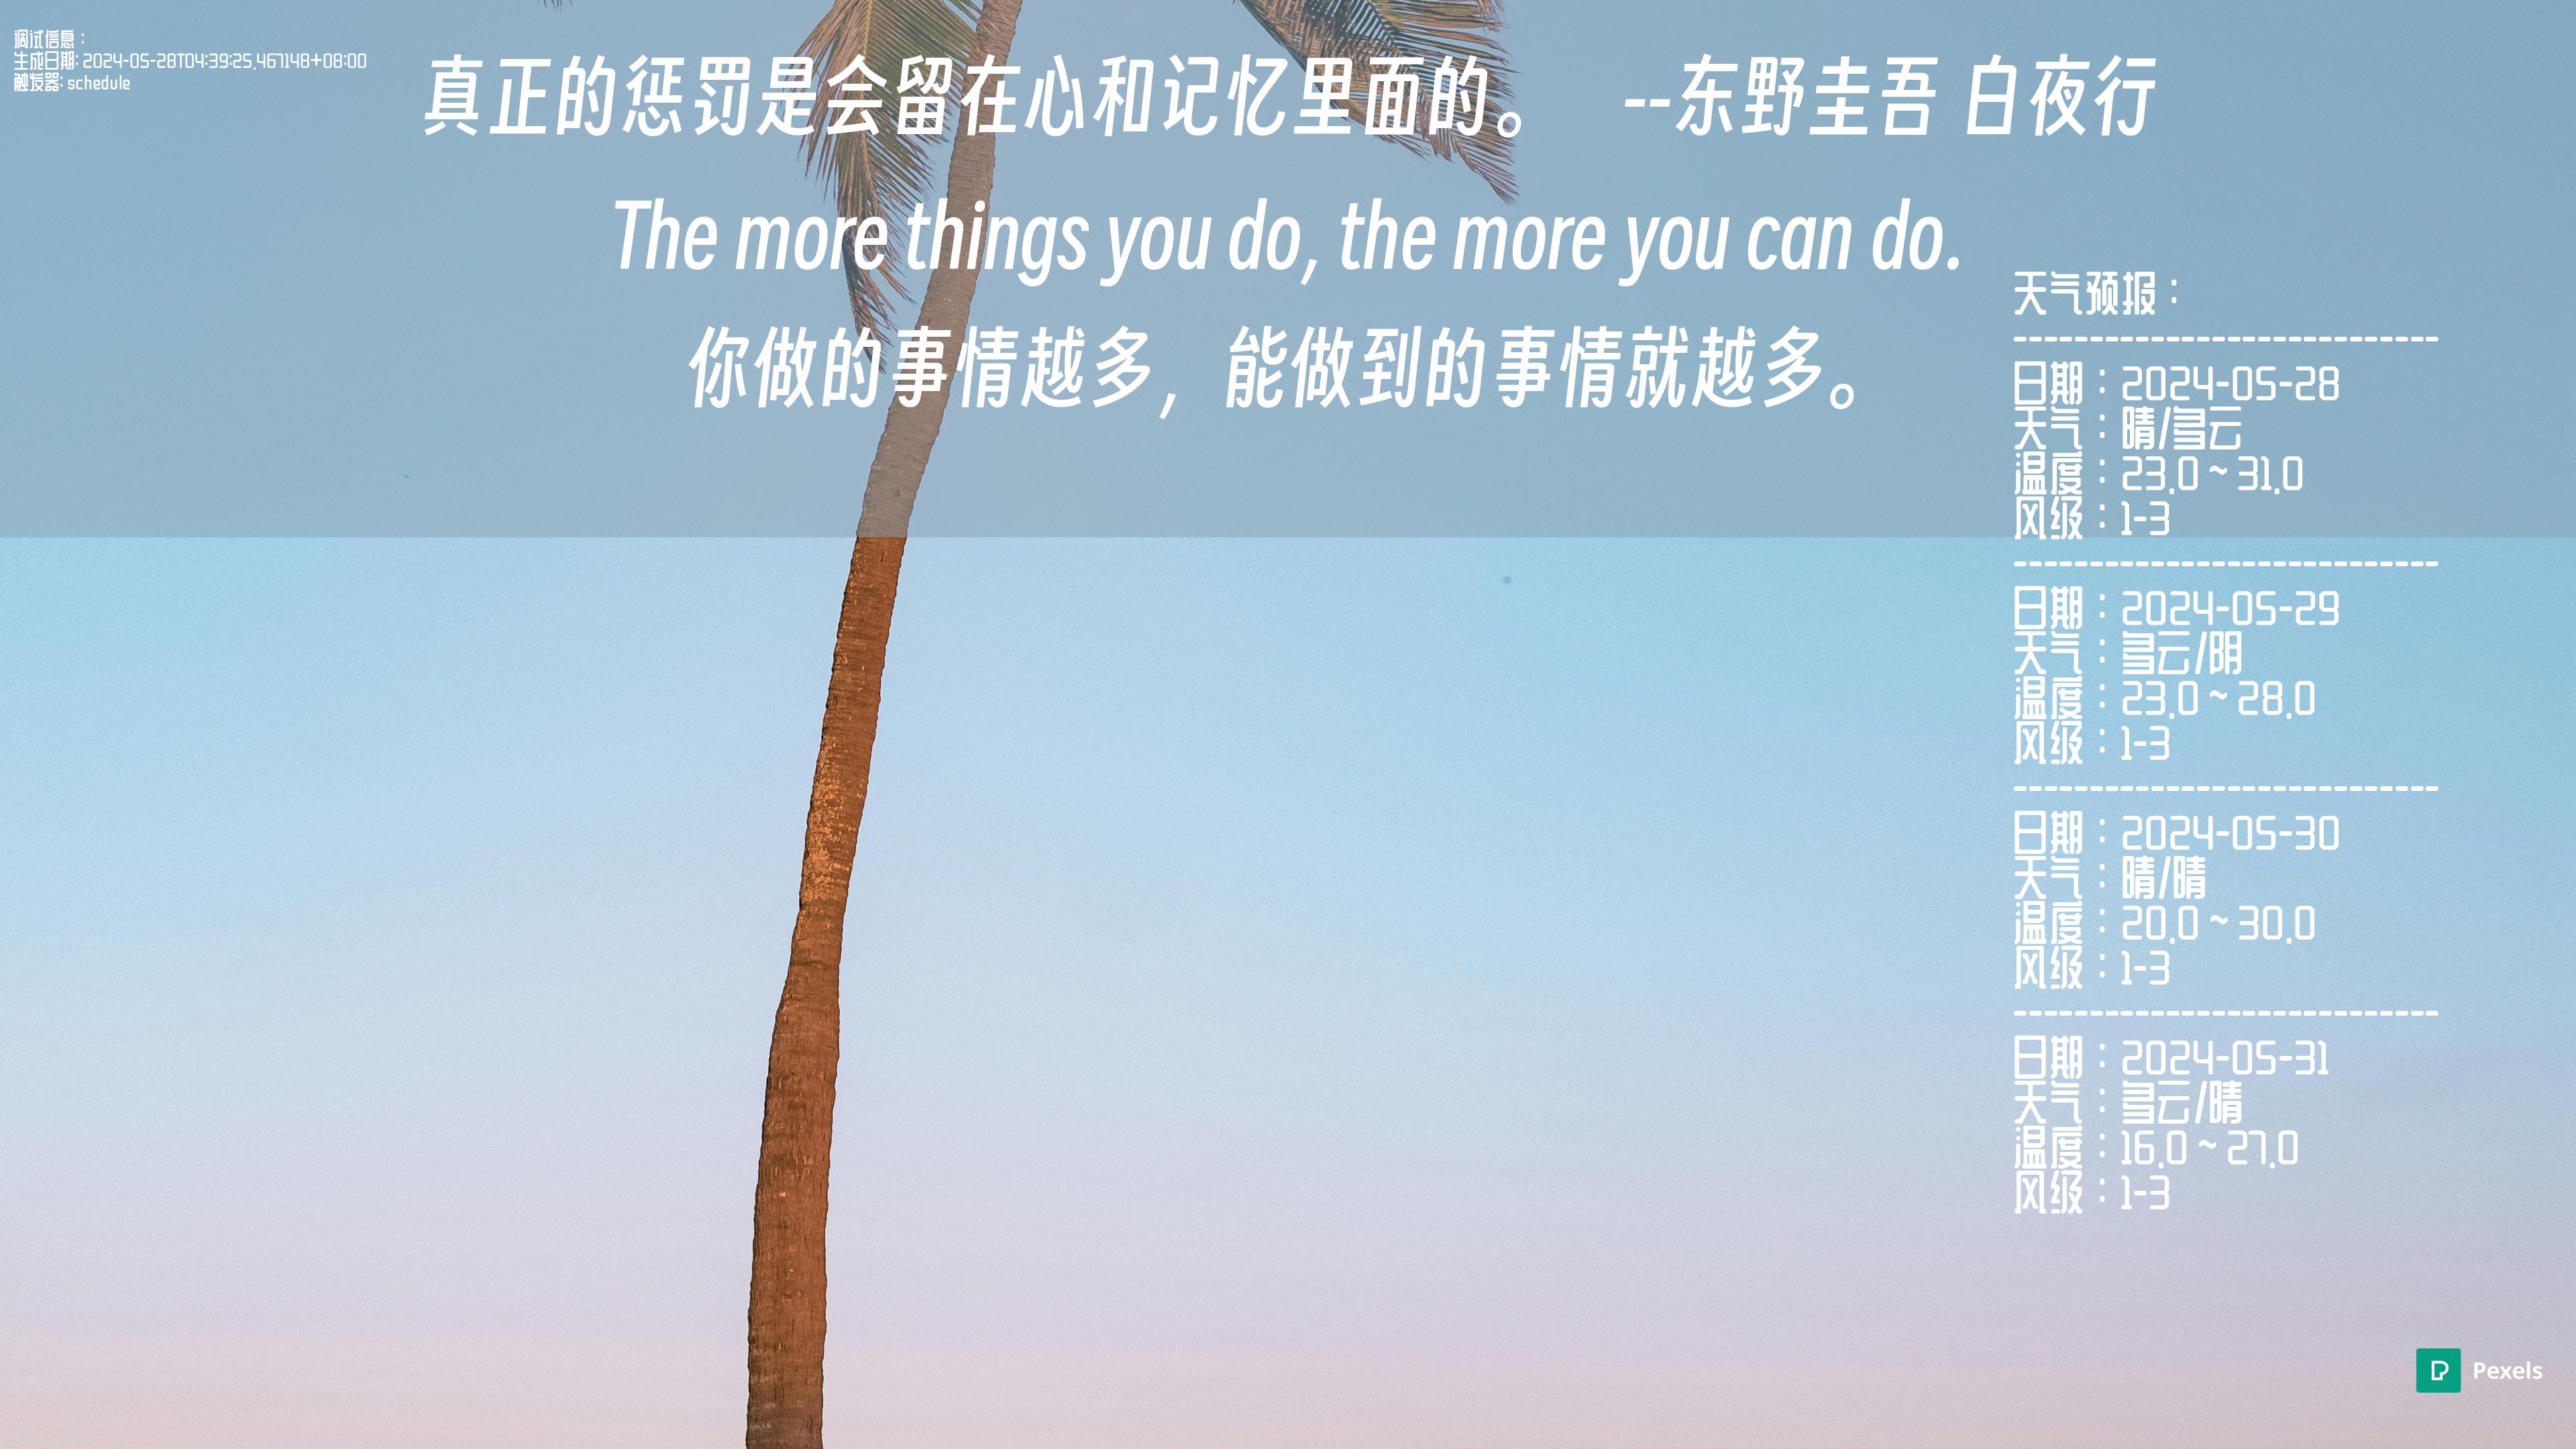 调试信息：
生成日期: 2024-05-28T04:39:25.467148+08:00
触发器: schedule
真正的惩罚是会留在心和记忆里面的。 --东野圭吾 白夜行
The more things you do, the more you can do.
你做的事情越多，能做到的事情就越多。
天气预报：
----------------------------
日期：2024-05-28
天气：晴/多云
温度：23.0 ~ 31.0
风级：1-3
----------------------------
日期：2024-05-29
天气：多云/阴
温度：23.0 ~ 28.0
风级：1-3
----------------------------
日期：2024-05-30
天气：晴/晴
温度：20.0 ~ 30.0
风级：1-3
----------------------------
日期：2024-05-31
天气：多云/晴
温度：16.0 ~ 27.0
风级：1-3
Pexels